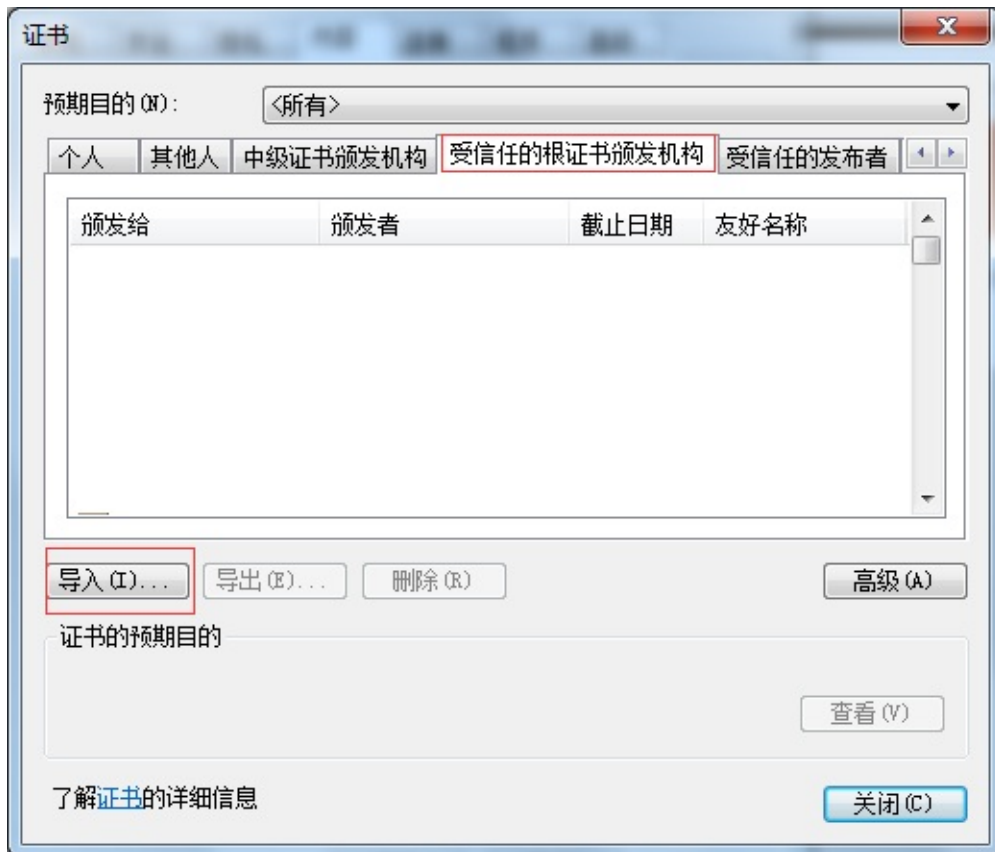 证书
预期目的(N): <所有>
个人 其他人 中级证书颁发机构 受信任的根证书颁发机构 受信任的发布者
颁发给 颁发者 截止日期 友好名称
导入(I)... 导出(E)... 删除(R) 高级(A)
证书的预期目的
查看(V)
了解证书的详细信息
关闭(C)